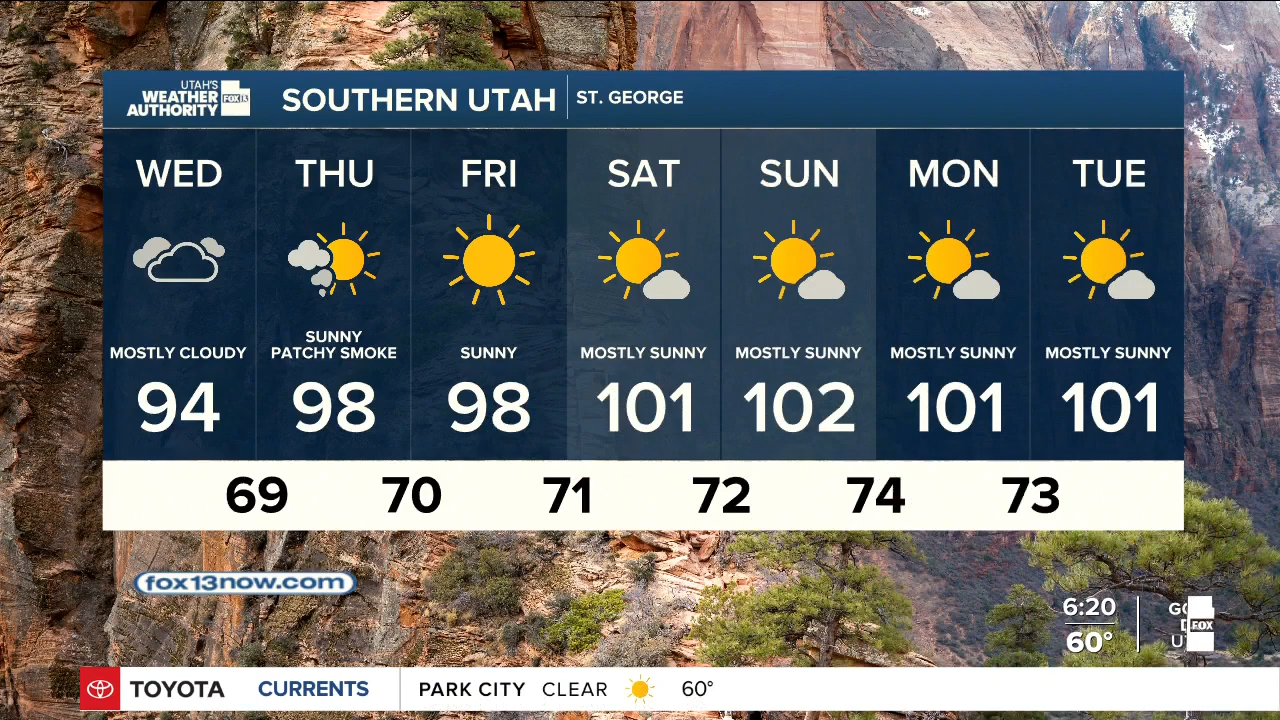 UTAH'S
WEATHER
AUTHORITY
FOX 13
SOUTHERN UTAH
ST. GEORGE
WED THU FRI SAT SUN MON TUE
SUNNY
MOSTLY CLOUDY PATCHY SMOKE SUNNY MOSTLY SUNNY MOSTLY SUNNY MOSTLY SUNNY MOSTLY SUNNY
94 98 98 101 102 101 101
69 70 71 72 74 73
fox13now.com
6:20
60°
FOX
TOYOTA CURRENTS PARK CITY CLEAR 60°